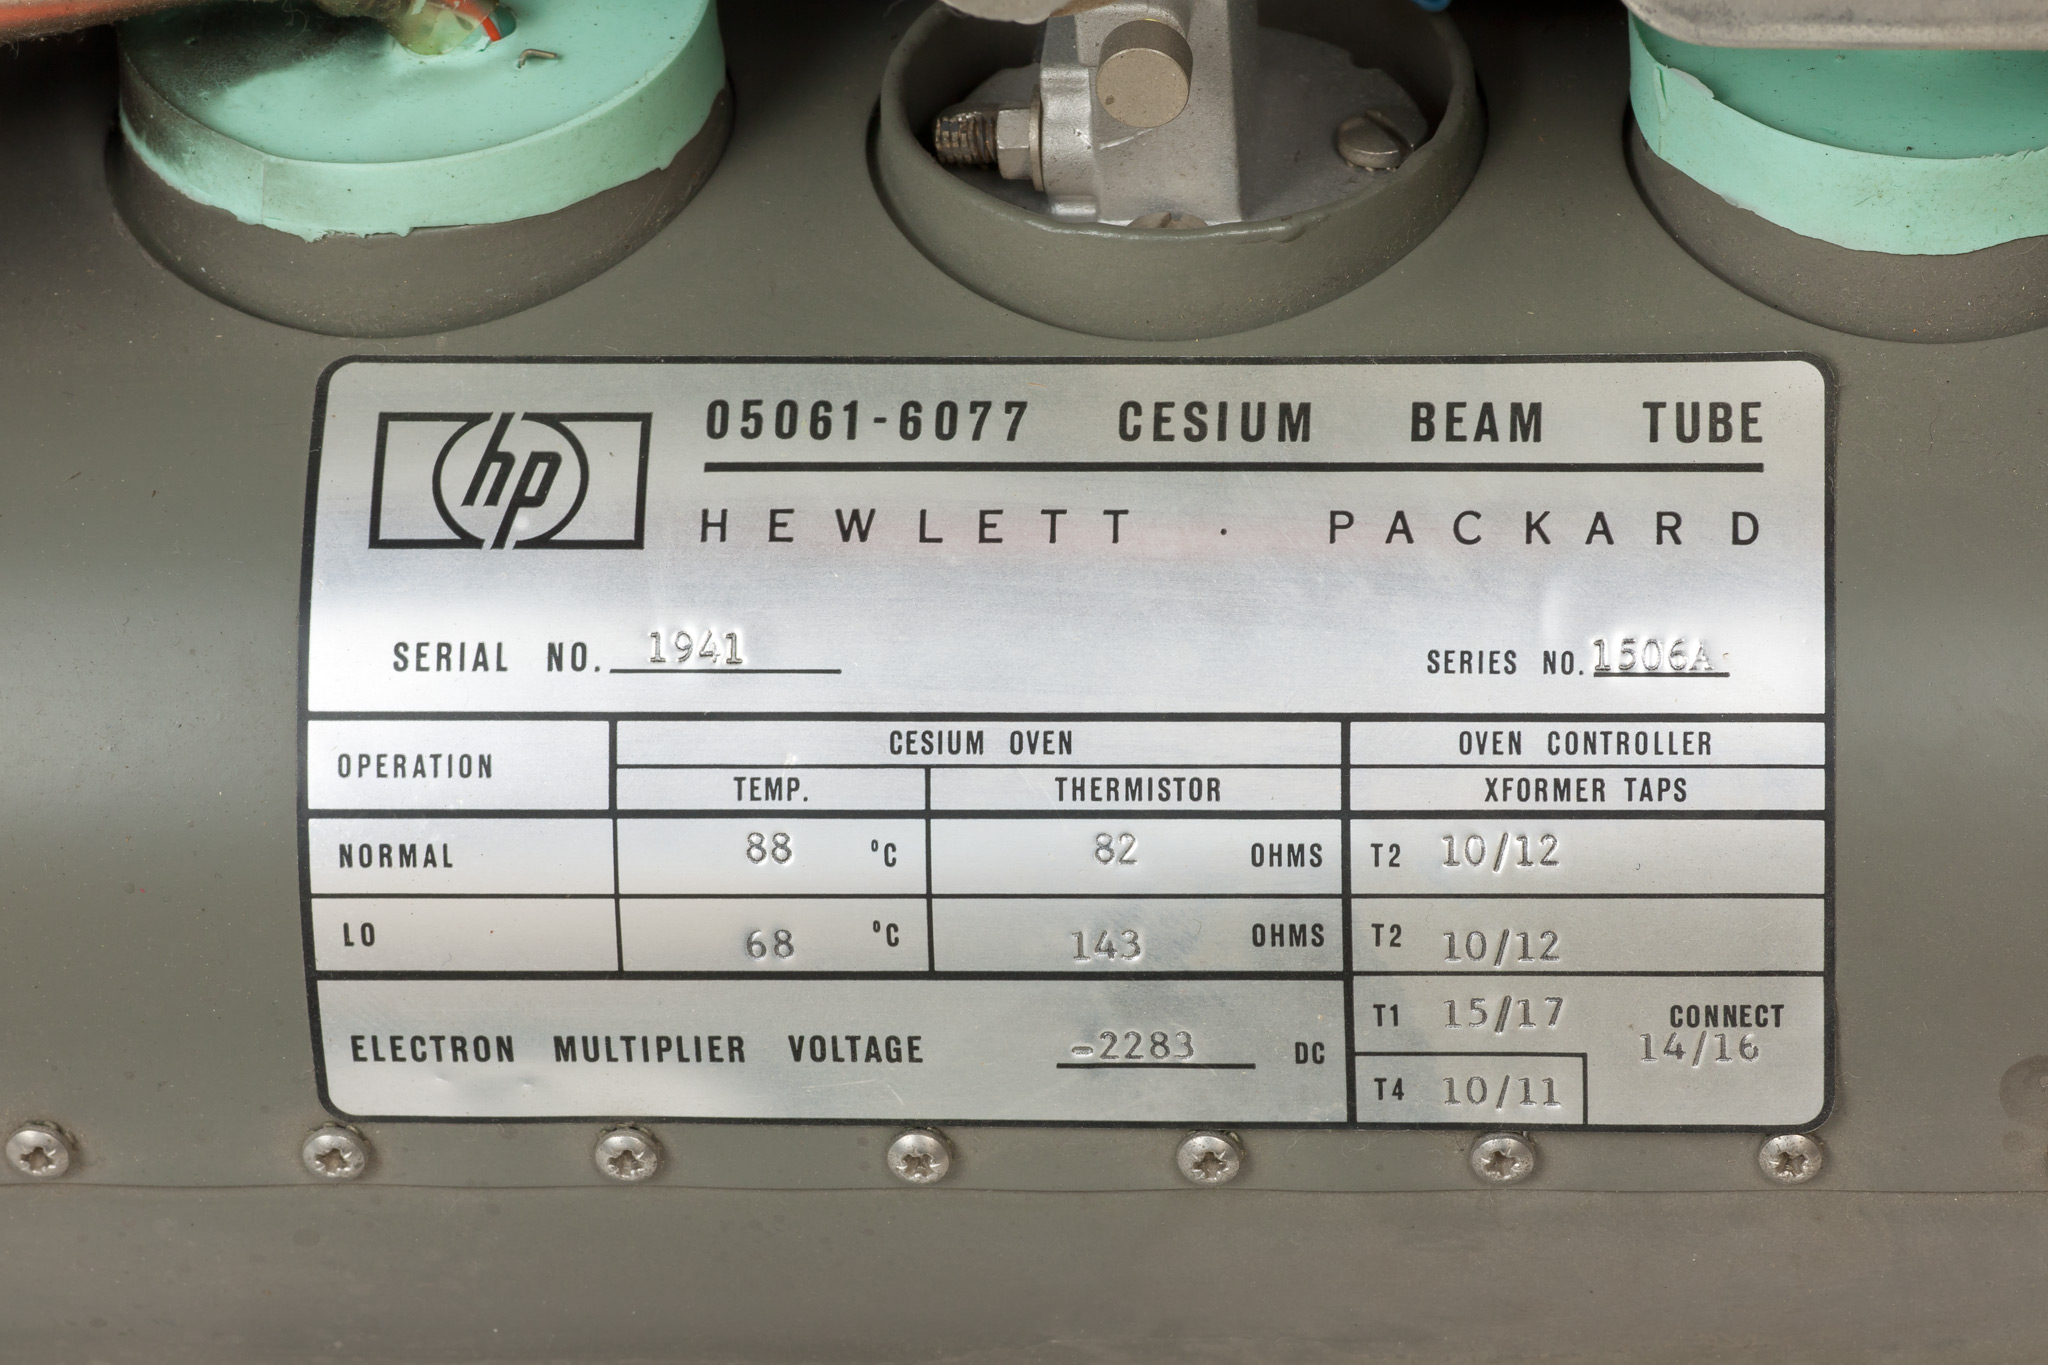 hp 05061-6077 CESIUM BEAM TUBE
HEWLETT · PACKARD
SERIAL NO. 1941 SERIES NO. 1506A
OPERATION CESIUM OVEN OVEN CONTROLLER
TEMP. THERMISTOR XFORMER TAPS
NORMAL 88 °C 82 OHMS T2 10/12
LO 68 °C 143 OHMS T2 10/12
ELECTRON MULTIPLIER VOLTAGE -2283 DC
T1 15/17 CONNECT
14/16
T4 10/11